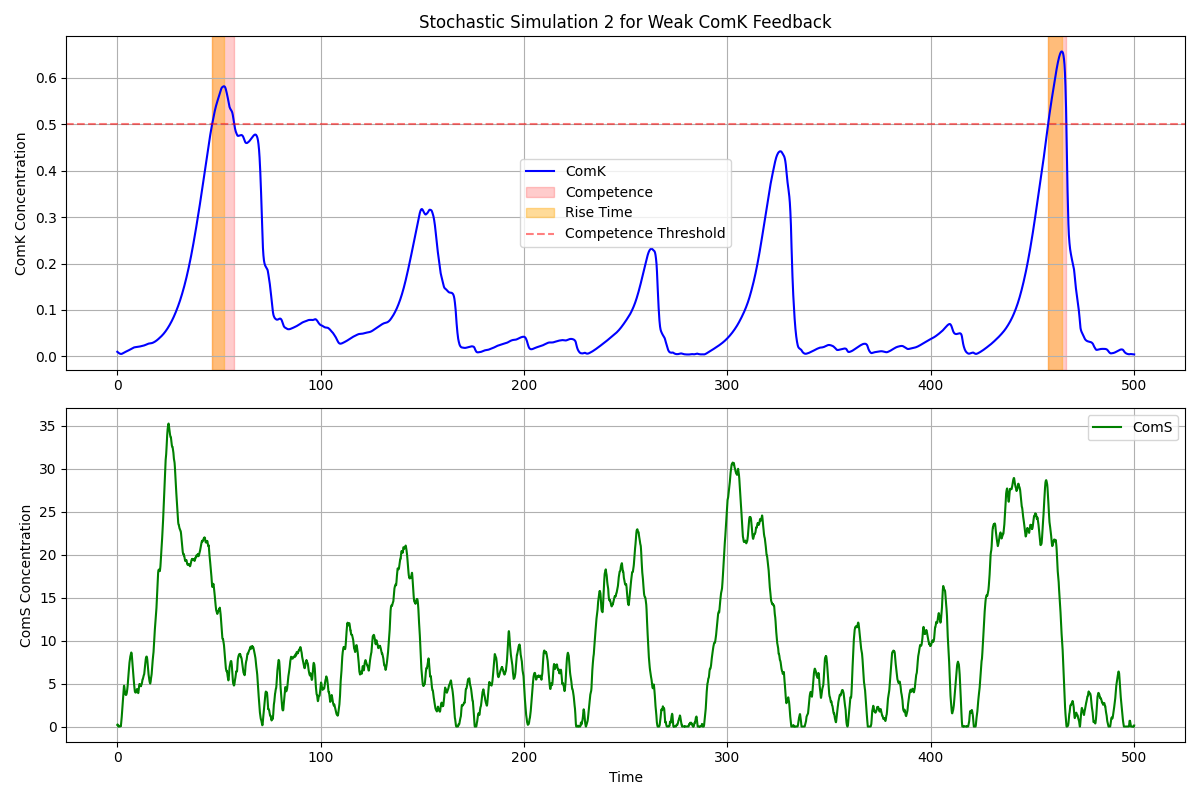 Stochastic Simulation 2 for Weak ComK Feedback
ComK Concentration
0.6
0.5
0.4
0.3
0.2
0.1
0.0
ComK
Competence
Rise Time
Competence Threshold
0 100 200 300 400 500
ComS Concentration
35
30
25
20
15
10
5
0
ComS
0 100 200 300 400 500
Time